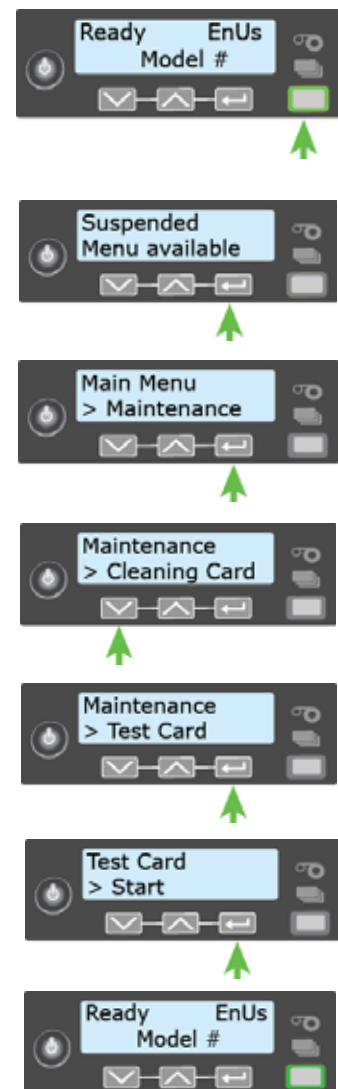 Ready EnUs
Model #
Suspended
Menu available
Main Menu
> Maintenance
Maintenance
> Cleaning Card
Maintenance
> Test Card
Test Card
> Start
Ready EnUs
Model #